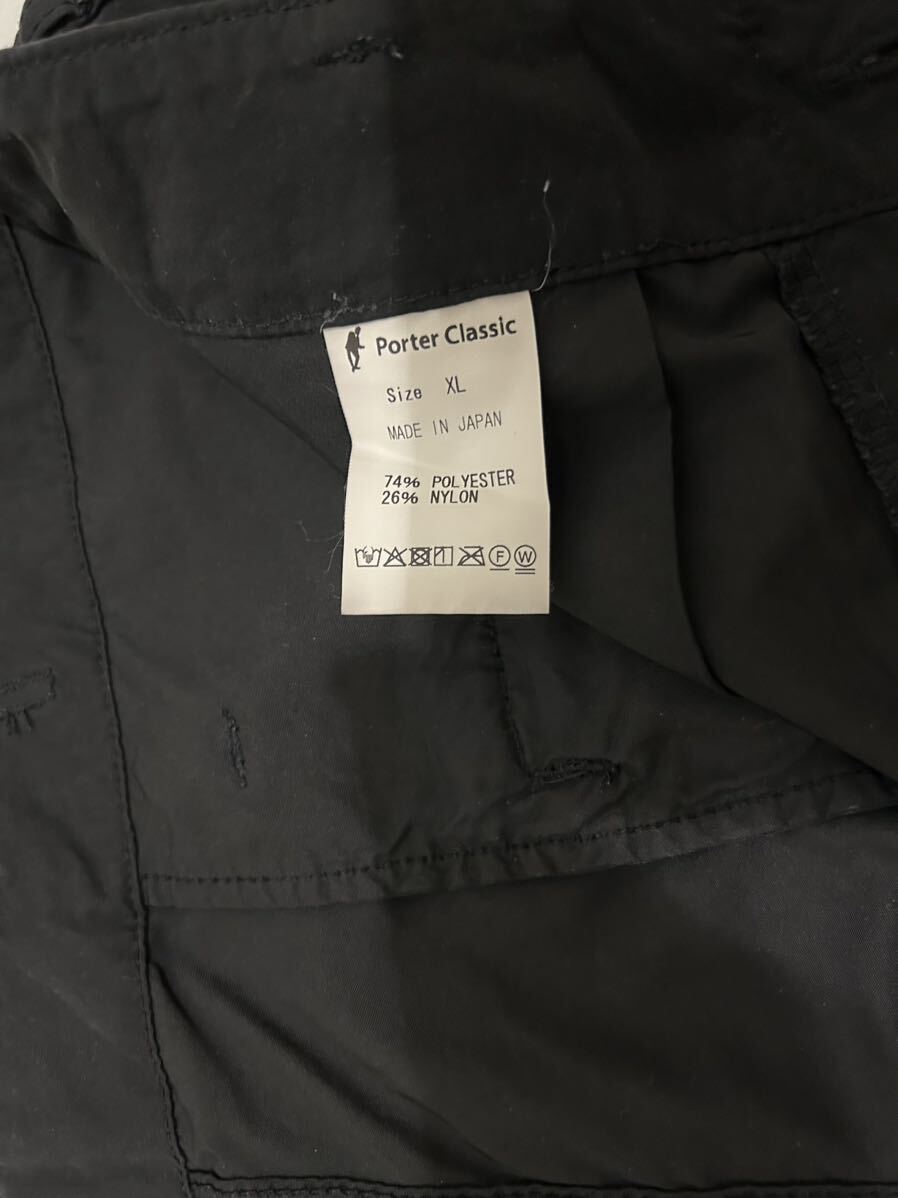 Porter Classic
Size XL
MADE IN JAPAN
74% POLYESTER
26% NYLON
F W